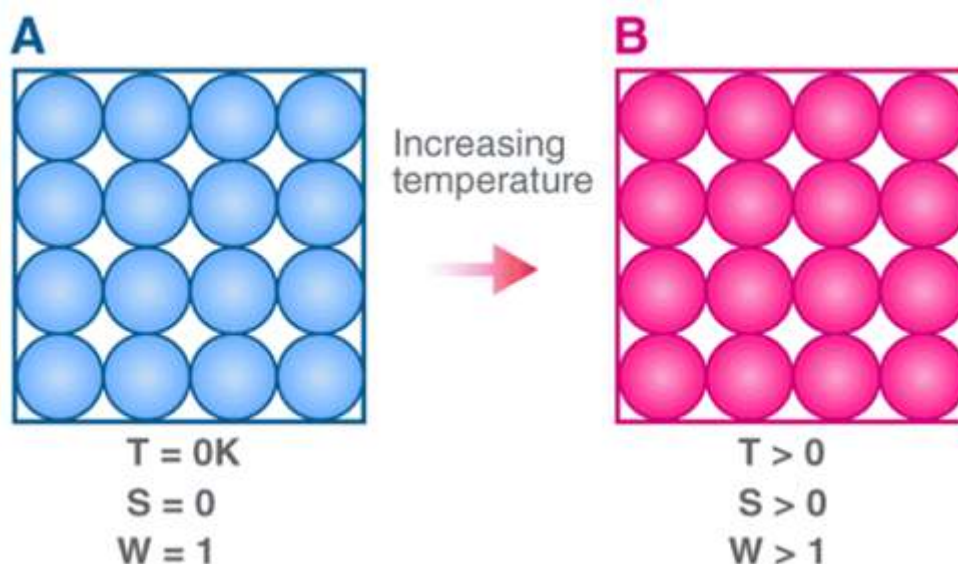 A
B
Increasing
temperature
T = 0K
S = 0
W = 1
T > 0
S > 0
W > 1